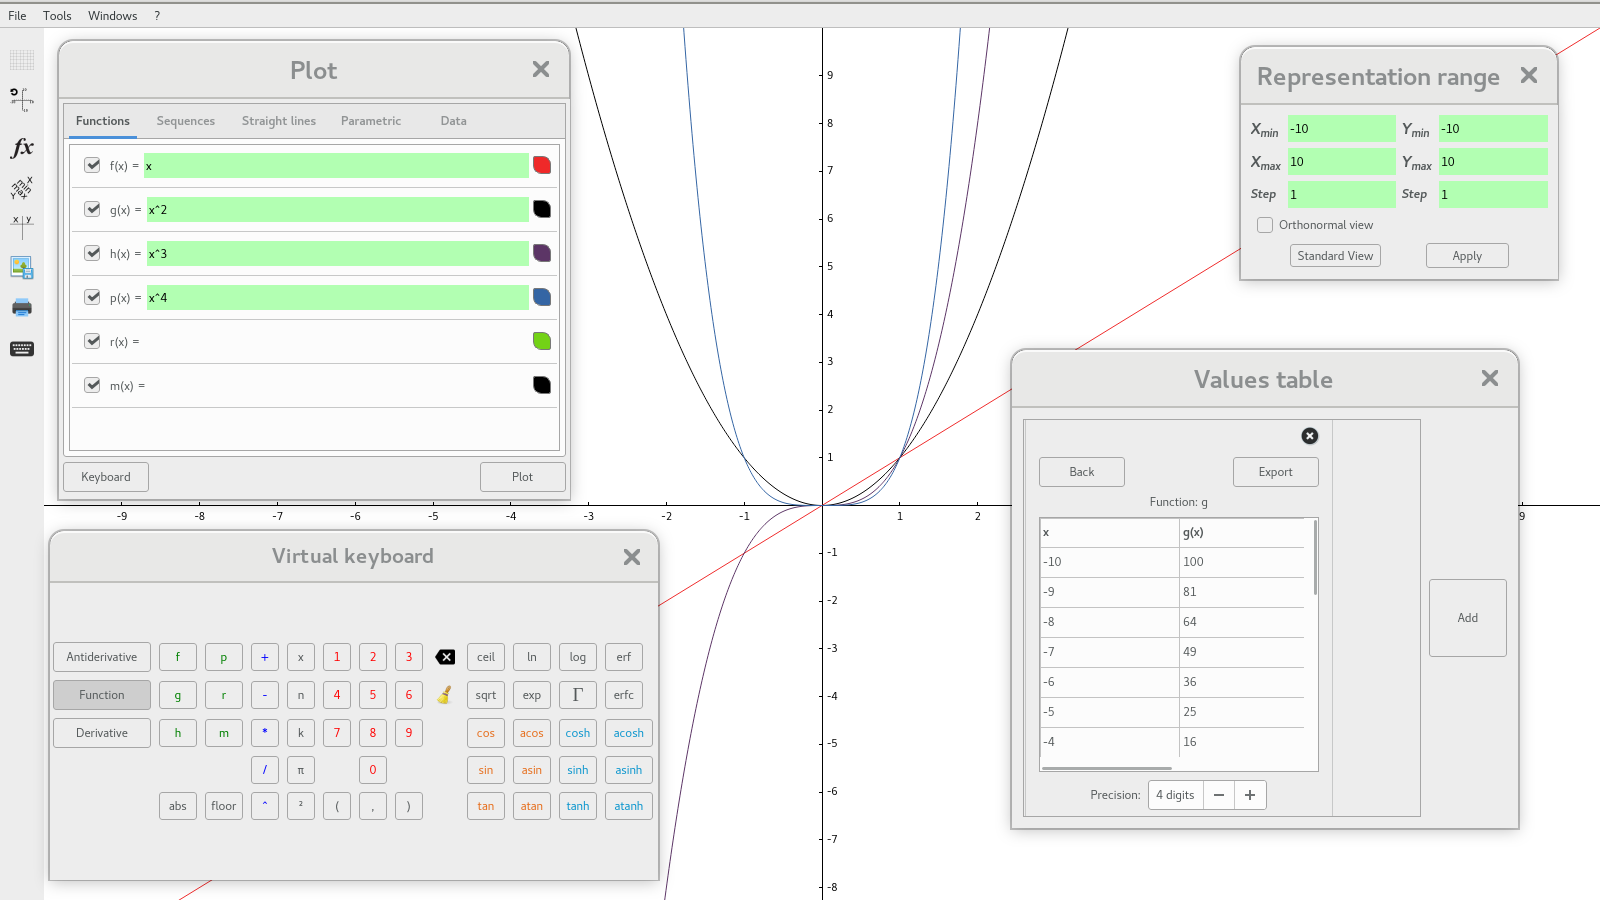 File Tools Windows ?
Plot
Functions Sequences Straight lines Parametric Data
f(x) = x
g(x) = x^2
h(x) = x^3
p(x) = x^4
r(x) =
m(x) =
Keyboard Plot
Representation range
Xmin -10 Ymin -10
Xmax 10 Ymax 10
Step 1 Step 1
Orthonormal view
Standard View Apply
9
8
7
6
5
4
3
2
1
-9 -8 -7 -6 -5 -4 -3 -2 -1 1 2 9
-1
-2
-3
-4
-5
-6
-7
-8
Values table
Back Export
Function: g
x g(x)
-10 100
-9 81
-8 64
-7 49
-6 36
-5 25
-4 16
Precision: 4 digits − +
Add
Virtual keyboard
Antiderivative f p + x 1 2 3 ceil ln log erf
Function g r - n 4 5 6 sqrt exp Γ erfc
Derivative h m * k 7 8 9 cos acos cosh acosh
/ π 0 sin asin sinh asinh
abs floor ^ ² ( , ) tan atan tanh atanh
fx
x y
min
max
Y
X